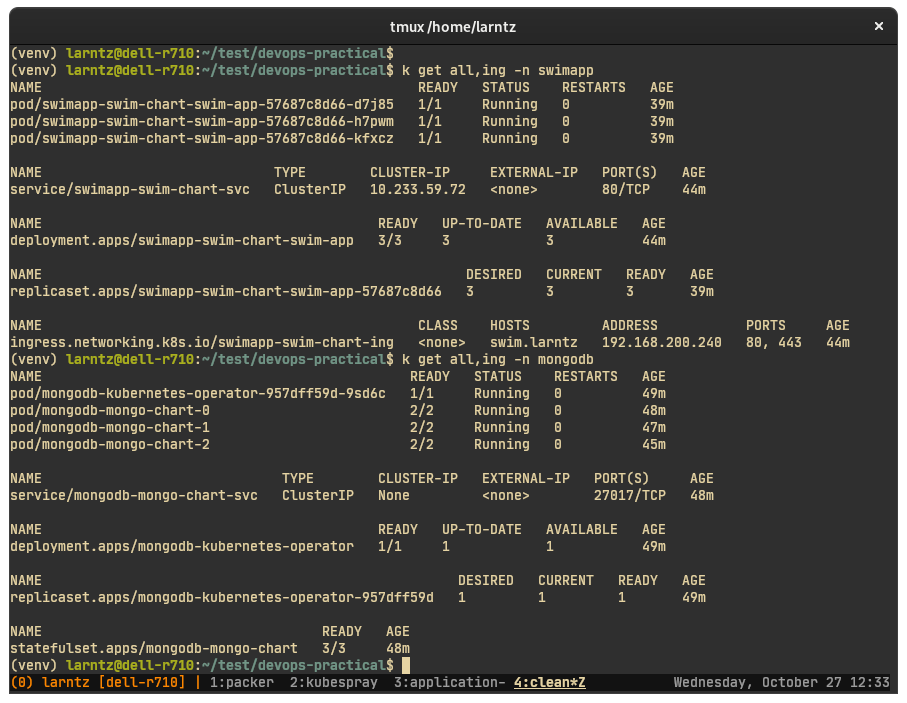 tmux /home/larntz
(venv) larntz@dell-r710:~/test/devops-practical$
(venv) larntz@dell-r710:~/test/devops-practical$ k get all,ing -n swimapp
NAME READY STATUS RESTARTS AGE
pod/swimapp-swim-chart-swim-app-57687c8d66-d7j85 1/1 Running 0 39m
pod/swimapp-swim-chart-swim-app-57687c8d66-h7pwm 1/1 Running 0 39m
pod/swimapp-swim-chart-swim-app-57687c8d66-kfxcz 1/1 Running 0 39m
NAME TYPE CLUSTER-IP EXTERNAL-IP PORT(S) AGE
service/swimapp-swim-chart-svc ClusterIP 10.233.59.72 <none> 80/TCP 44m
NAME READY UP-TO-DATE AVAILABLE AGE
deployment.apps/swimapp-swim-chart-swim-app 3/3 3 3 44m
NAME DESIRED CURRENT READY AGE
replicaset.apps/swimapp-swim-chart-swim-app-57687c8d66 3 3 3 39m
NAME CLASS HOSTS ADDRESS PORTS AGE
ingress.networking.k8s.io/swimapp-swim-chart-ing <none> swim.larntz 192.168.200.240 80, 443 44m
(venv) larntz@dell-r710:~/test/devops-practical$ k get all,ing -n mongodb
NAME READY STATUS RESTARTS AGE
pod/mongodb-kubernetes-operator-957dff59d-9sd6c 1/1 Running 0 49m
pod/mongodb-mongo-chart-0 2/2 Running 0 48m
pod/mongodb-mongo-chart-1 2/2 Running 0 47m
pod/mongodb-mongo-chart-2 2/2 Running 0 45m
NAME TYPE CLUSTER-IP EXTERNAL-IP PORT(S) AGE
service/mongodb-mongo-chart-svc ClusterIP None <none> 27017/TCP 48m
NAME READY UP-TO-DATE AVAILABLE AGE
deployment.apps/mongodb-kubernetes-operator 1/1 1 1 49m
NAME DESIRED CURRENT READY AGE
replicaset.apps/mongodb-kubernetes-operator-957dff59d 1 1 1 49m
NAME READY AGE
statefulset.apps/mongodb-mongo-chart 3/3 48m
(venv) larntz@dell-r710:~/test/devops-practical$
(0) larntz [dell-r710] | 1:packer 2:kubespray 3:application- 4:clean*Z Wednesday, October 27 12:33